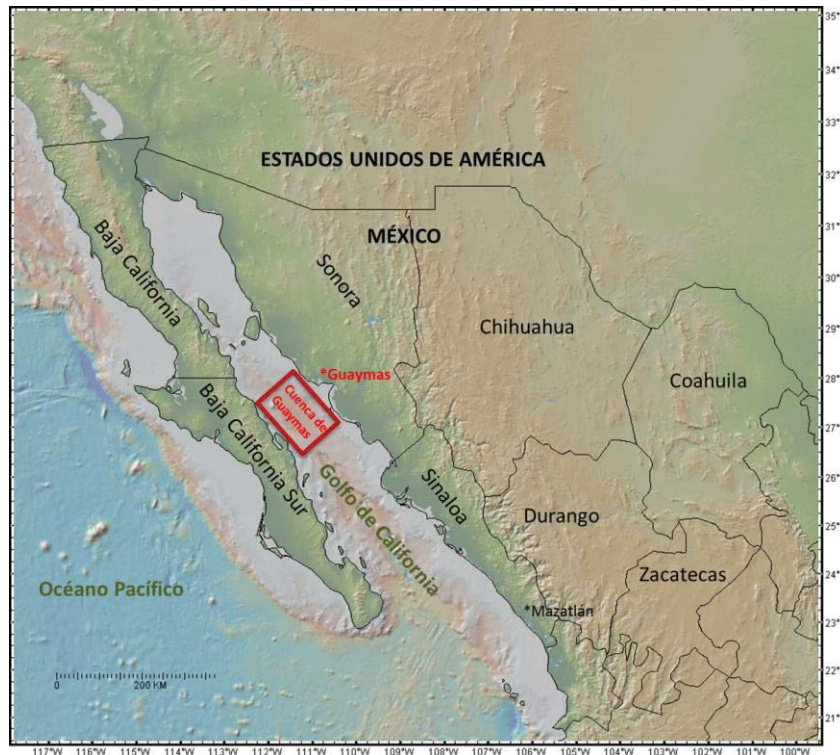 35°
34°
33°
ESTADOS UNIDOS DE AMÉRICA
32°
MÉXICO
31°
Baja California
Sonora
30°
Chihuahua
29°
*Guaymas
Coahuila
28°
Cuenca de
Guaymas
27°
Baja California Sur
Sinaloa
26°
Golfo de California
Durango
25°
Océano Pacífico
Zacatecas
24°
*Mazatlán
23°
0 200 KM
22°
21°
117°W 116°W 115°W 114°W 113°W 112°W 111°W 110°W 109°W 108°W 107°W 106°W 105°W 104°W 103°W 102°W 101°W 100°W